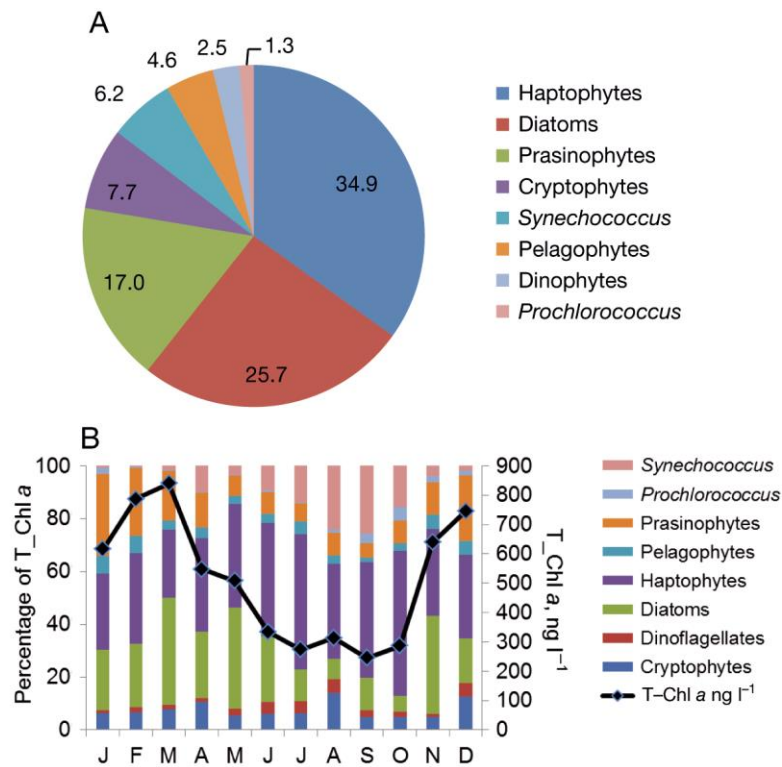 A
1.3
2.5
4.6
6.2
7.7
34.9
17.0
25.7
Haptophytes
Diatoms
Prasinophytes
Cryptophytes
Synechococcus
Pelagophytes
Dinophytes
Prochlorococcus
B
Percentage of T_Chl a
100
80
60
40
20
0
900
800
700
600
500
400
300
200
100
0
T_Chl a, ng l⁻¹
J F M A M J J A S O N D
Synechococcus
Prochlorococcus
Prasinophytes
Pelagophytes
Haptophytes
Diatoms
Dinoflagellates
Cryptophytes
T–Chl a ng l⁻¹